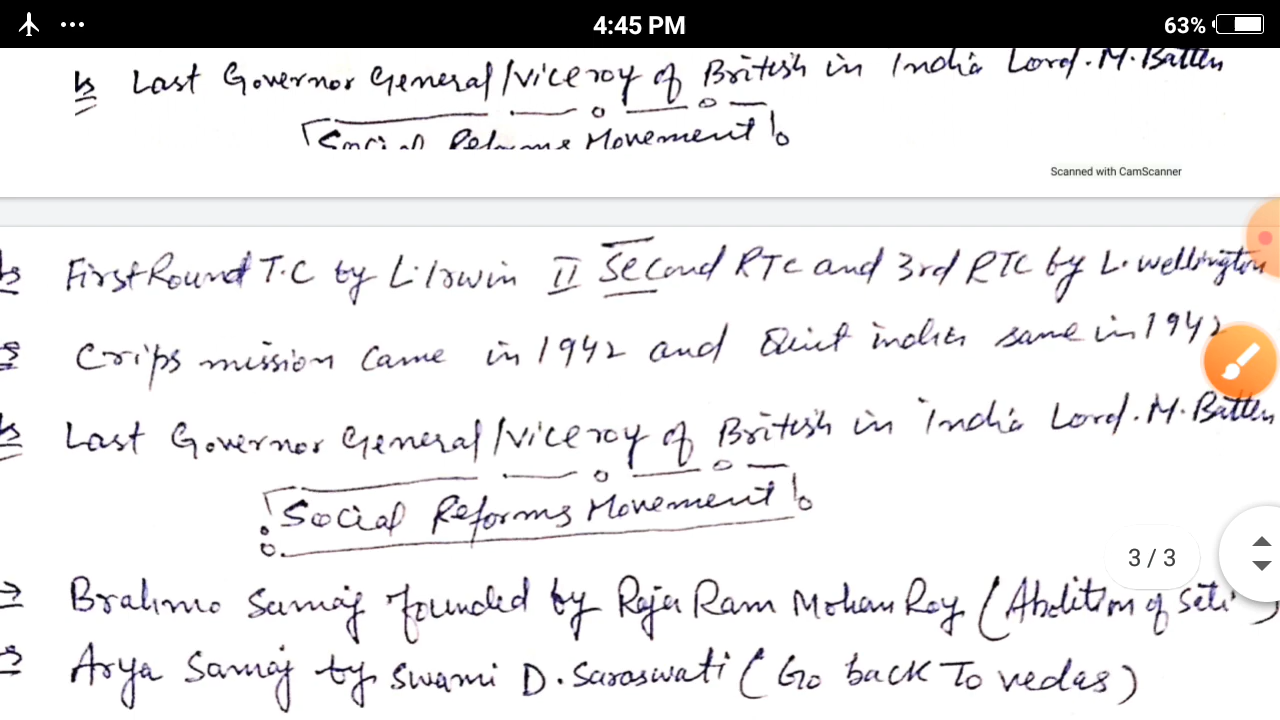 4:45 PM
63%
Last Governor General/Viceroy of British in India Lord. M. Batten
Social Reforms Movement
Scanned with CamScanner
First Round T.C by L. Irwin II Second RTC and 3rd RTC by L. wellington
Crips mission Came in 1942 and Quit india same in 1942
Last Governor General/Viceroy of British in India Lord. M. Batten
Social Reforms Movement
3 / 3
Brahmo Samaj founded by Raja Ram Mohan Roy (Abolition of Sati)
Arya Samaj by Swami D. Saraswati (Go back To vedas)